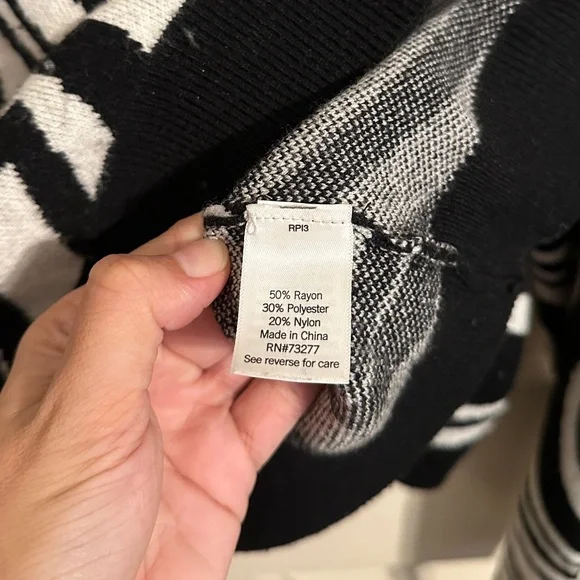 RPI3
50% Rayon
30% Polyester
20% Nylon
Made in China
RN#73277
See reverse for care